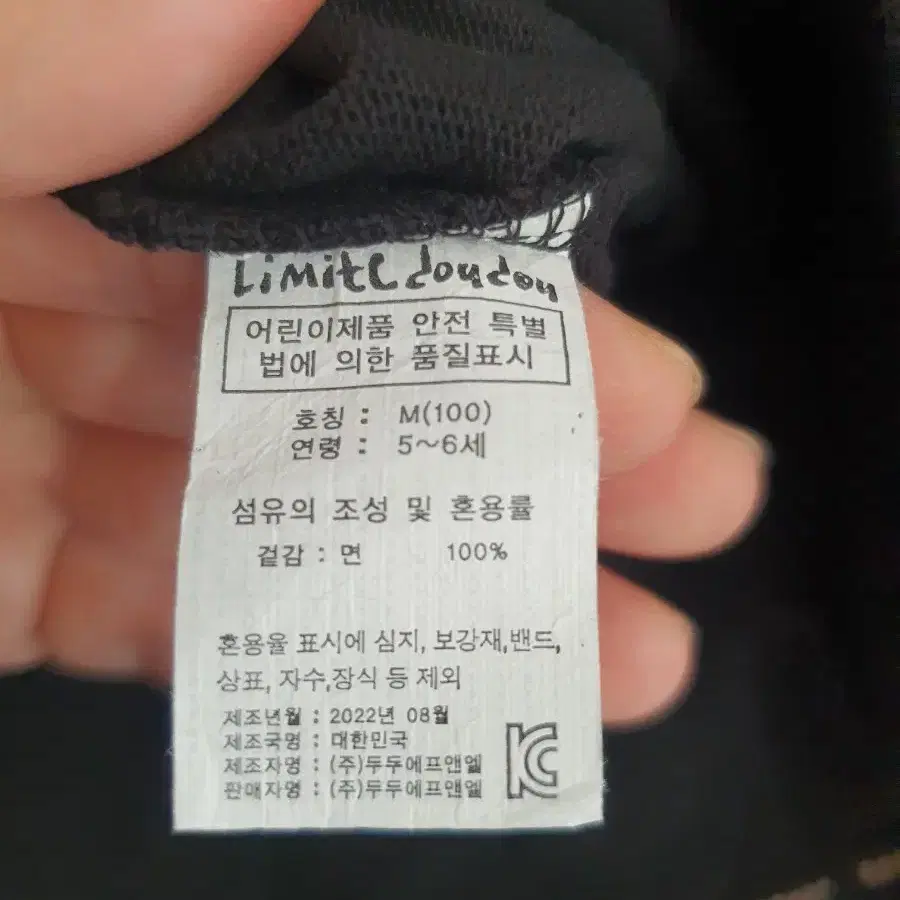 Limite doudou
어린이제품 안전 특별
법에 의한 품질표시
호칭 : M(100)
연령 : 5~6세
섬유의 조성 및 혼용률
겉감 : 면 100%
혼용율 표시에 심지, 보강재,밴드,
상표, 자수,장식 등 제외
제조년월 : 2022년 08월
제조국명 : 대한민국
제조자명 : (주)두두에프앤엘
판매자명 : (주)두두에프앤엘
KC